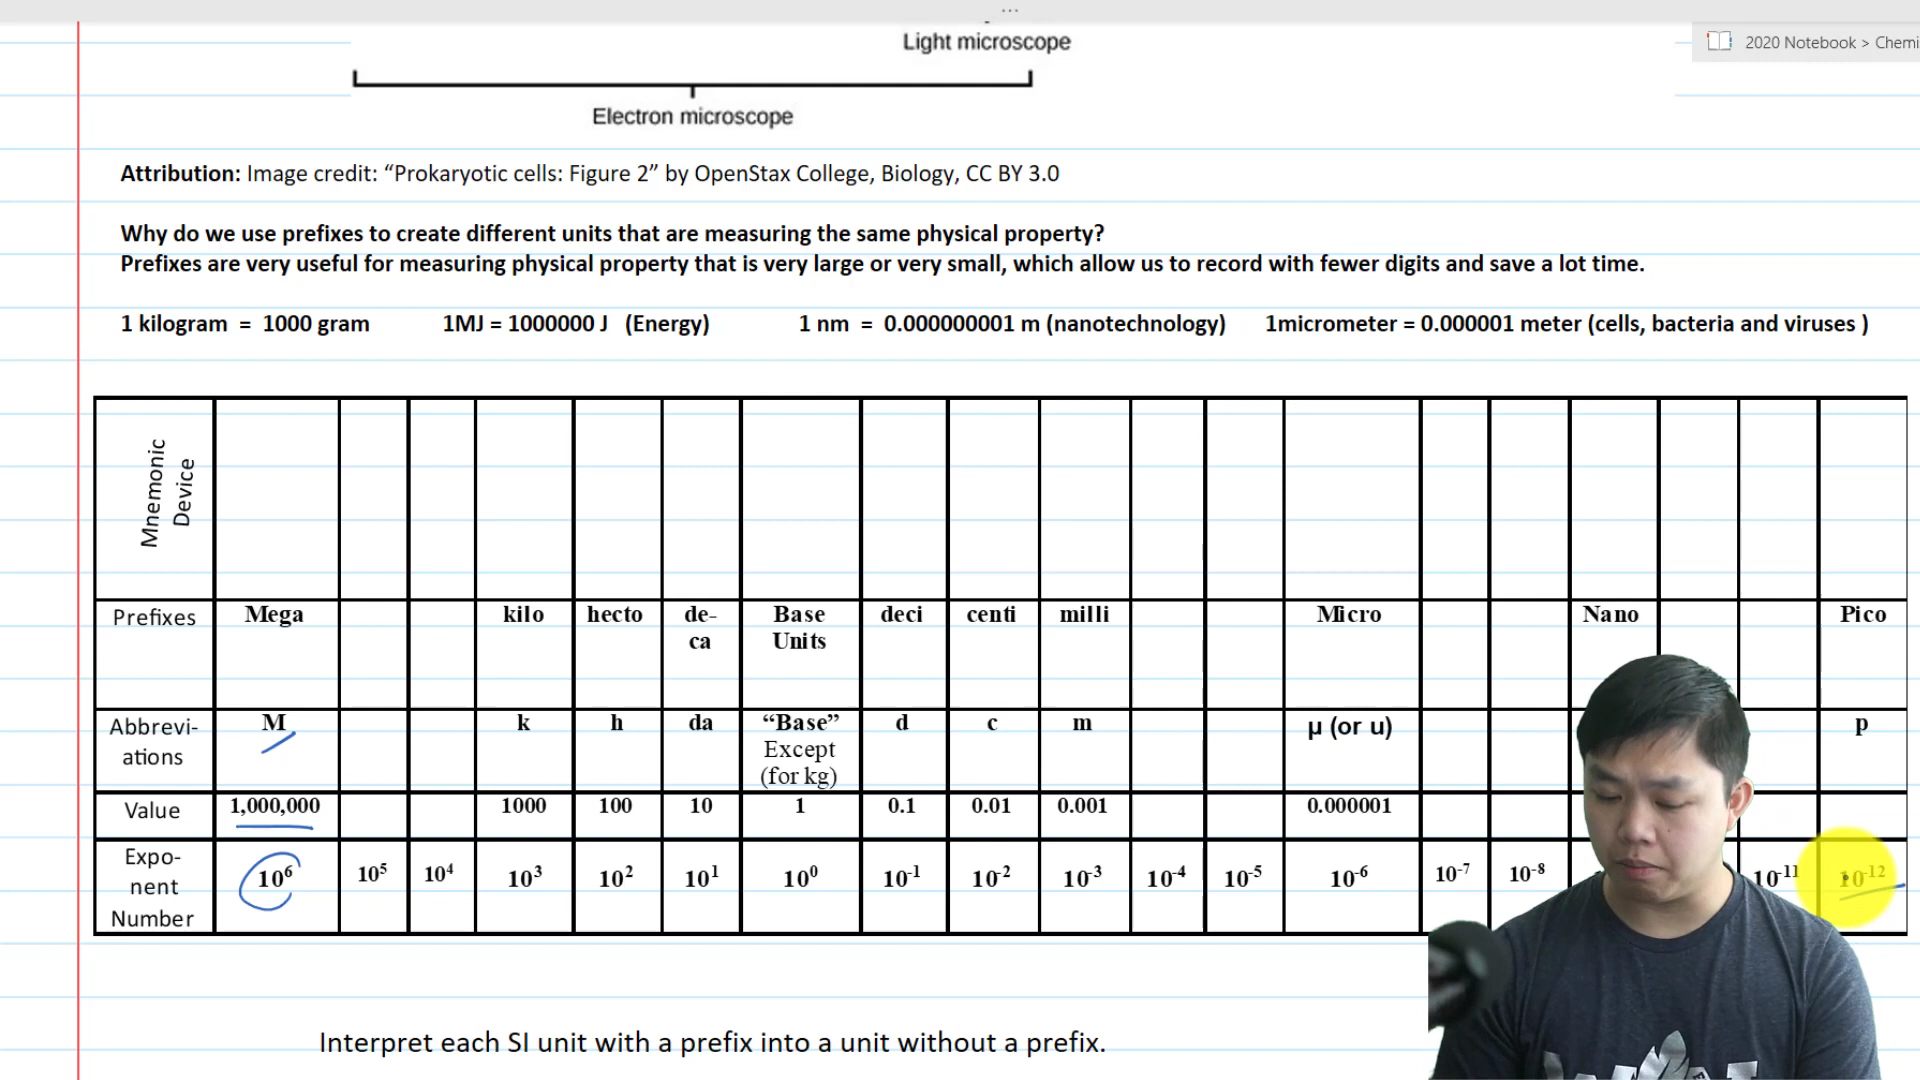 ...
Light microscope
2020 Notebook > Chemi
Electron microscope
Attribution: Image credit: “Prokaryotic cells: Figure 2” by OpenStax College, Biology, CC BY 3.0
Why do we use prefixes to create different units that are measuring the same physical property?
Prefixes are very useful for measuring physical property that is very large or very small, which allow us to record with fewer digits and save a lot time.
1 kilogram = 1000 gram 1MJ = 1000000 J (Energy) 1 nm = 0.000000001 m (nanotechnology) 1micrometer = 0.000001 meter (cells, bacteria and viruses )
Mnemonic
Device
Prefixes Mega kilo hecto de- Base deci centi milli Micro Nano Pico
ca Units
Abbrevi- M k h da “Base” d c m µ (or u) p
ations Except
(for kg)
Value 1,000,000 1000 100 10 1 0.1 0.01 0.001 0.000001
Expo-
nent 10⁶ 10⁵ 10⁴ 10³ 10² 10¹ 10⁰ 10⁻¹ 10⁻² 10⁻³ 10⁻⁴ 10⁻⁵ 10⁻⁶ 10⁻⁷ 10⁻⁸ 10⁻¹¹ 10⁻¹²
Number
Interpret each SI unit with a prefix into a unit without a prefix.